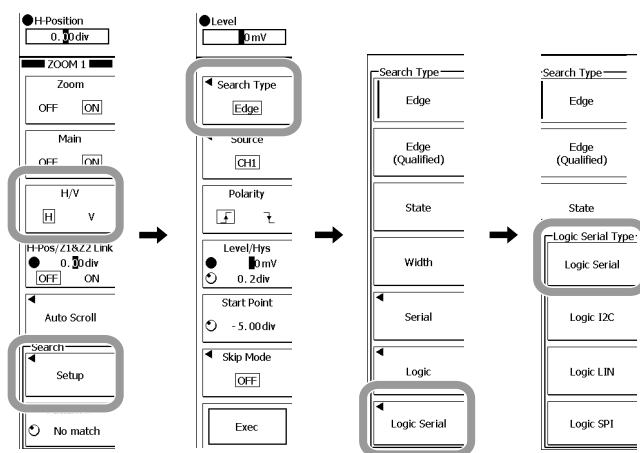 H-Position
0.00div
ZOOM 1
Zoom
OFF ON
Main
OFF ON
H/V
H V
H-Pos/Z1&Z2 Link
0.00div
OFF ON
Auto Scroll
Search
Setup
No match
Level
0mV
Search Type
Edge
Source
CH1
Polarity
Level/Hys
0mV
0.2div
Start Point
-5.00div
Skip Mode
OFF
Exec
Search Type
Edge
Edge
(Qualified)
State
Width
Serial
Logic
Logic Serial
Search Type
Edge
Edge
(Qualified)
State
Logic Serial Type
Logic Serial
Logic I2C
Logic LIN
Logic SPI